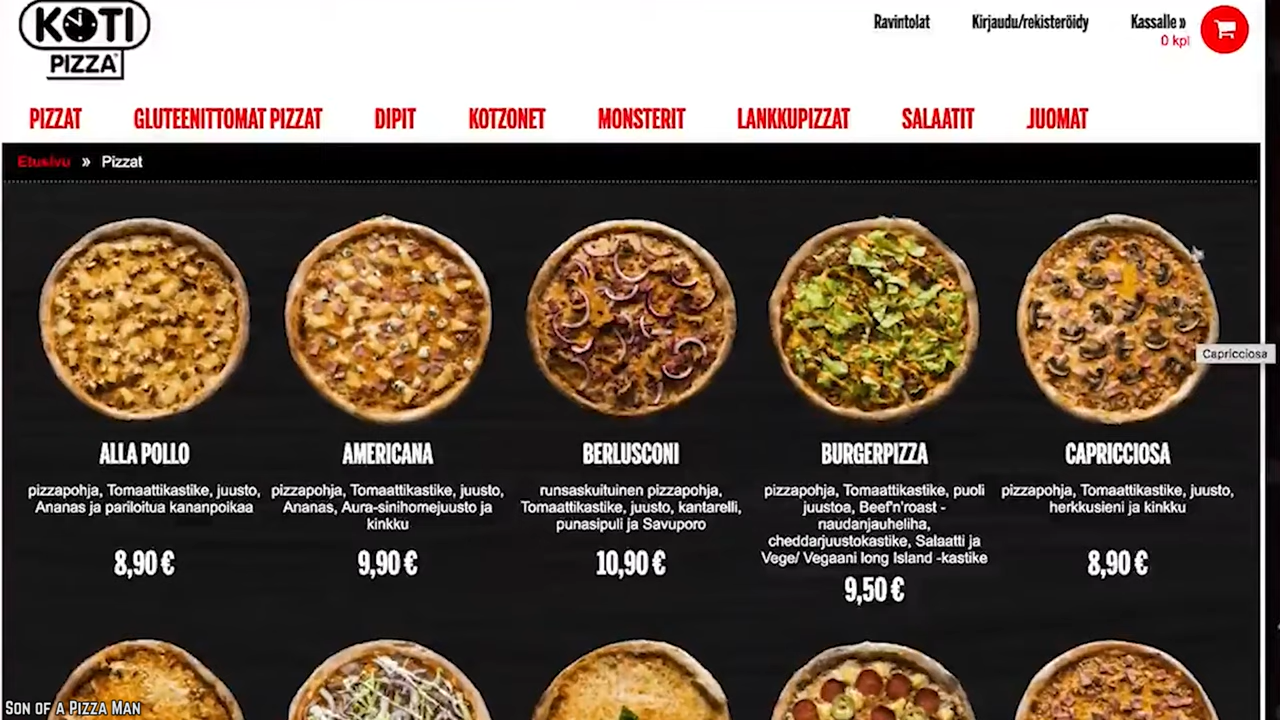 KOTI
PIZZA
Ravintolat
Kirjaudu/rekisteröidy
Kassalle »
0 kpl
PIZZAT
GLUTEENITTOMAT PIZZAT
DIPIT
KOTZONET
MONSTERIT
LANKKUPIZZAT
SALAATIT
JUOMAT
Etusivu » Pizzat
Capricciosa
ALLA POLLO
pizzapohja, Tomaattikastike, juusto,
Ananas ja pariloitua kananpoikaa
8,90 €
AMERICANA
pizzapohja, Tomaattikastike, juusto,
Ananas, Aura-sinihomejuusto ja
kinkku
9,90 €
BERLUSCONI
runsaskuituinen pizzapohja,
Tomaattikastike, juusto, kantarelli,
punasipuli ja Savuporo
10,90 €
BURGERPIZZA
pizzapohja, Tomaattikastike, puoli
juustoa, Beef'n'roast -
naudanjauheliha,
cheddarjuustokastike, Salaatti ja
Vege/ Vegaani long Island -kastike
9,50 €
CAPRICCIOSA
pizzapohja, Tomaattikastike, juusto,
herkkusieni ja kinkku
8,90 €
SON OF A PIZZA MAN